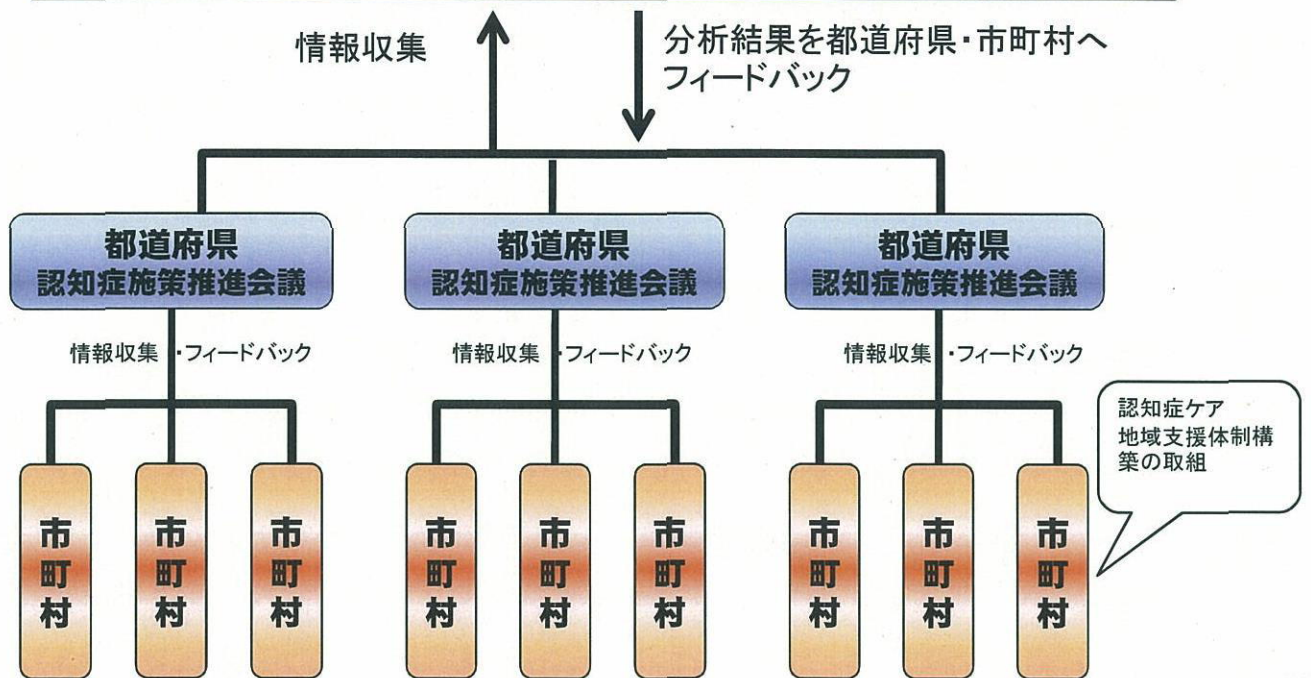 情報収集
分析結果を都道府県・市町村へ
フィードバック
都道府県
認知症施策推進会議
都道府県
認知症施策推進会議
都道府県
認知症施策推進会議
情報収集・フィードバック
情報収集・フィードバック
情報収集・フィードバック
認知症ケア
地域支援体制構
築の取組
市町村
市町村
市町村
市町村
市町村
市町村
市町村
市町村
市町村